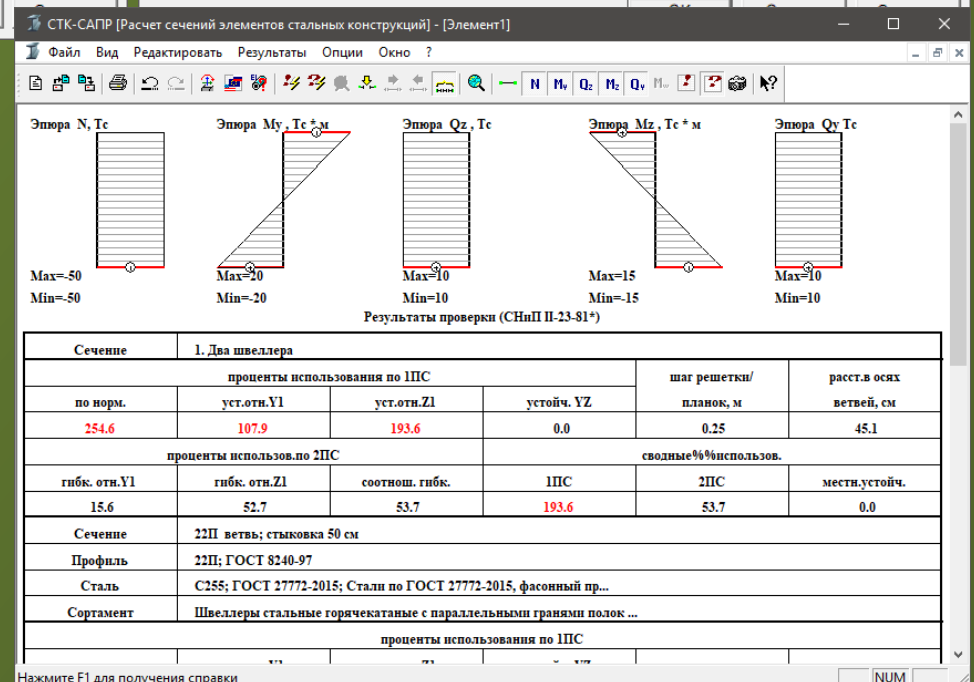 СТК-САПР [Расчет сечений элементов стальных конструкций] - [Элемент1]
Файл Вид Редактировать Результаты Опции Окно ?
N My Qz Mz Qy Mw
Эпюра N, Тс Эпюра My , Тс * м Эпюра Qz , Тс Эпюра Mz , Тс * м Эпюра Qy Тс
Max=-50 Max=20 Max=10 Max=15 Max=10
Min=-50 Min=-20 Min=10 Min=-15 Min=10
Результаты проверки (СНиП II-23-81*)
Сечение 1. Два швеллера
проценты использования по 1ПС шаг решетки/ расст.в осях
по норм. уст.отн.Y1 уст.отн.Z1 устойч. YZ планок, м ветвей, см
254.6 107.9 193.6 0.0 0.25 45.1
проценты использов.по 2ПС сводные%%использов.
гибк. отн.Y1 гибк. отн.Z1 соотнош. гибк. 1ПС 2ПС местн.устойч.
15.6 52.7 53.7 193.6 53.7 0.0
Сечение 22П ветвь; стыковка 50 см
Профиль 22П; ГОСТ 8240-97
Сталь С255; ГОСТ 27772-2015; Стали по ГОСТ 27772-2015, фасонный пр...
Сортамент Швеллеры стальные горячекатаные с параллельными гранями полок ...
проценты использования по 1ПС
Нажмите F1 для получения справки NUM